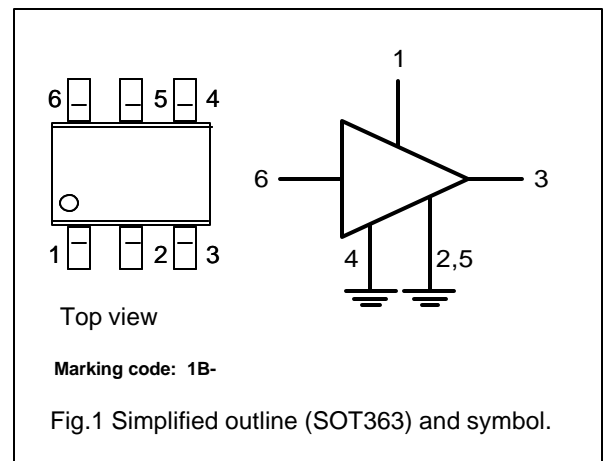 1
6 5 4
6 3
1 2 3
4 2,5
Top view
Marking code: 1B-
Fig.1 Simplified outline (SOT363) and symbol.